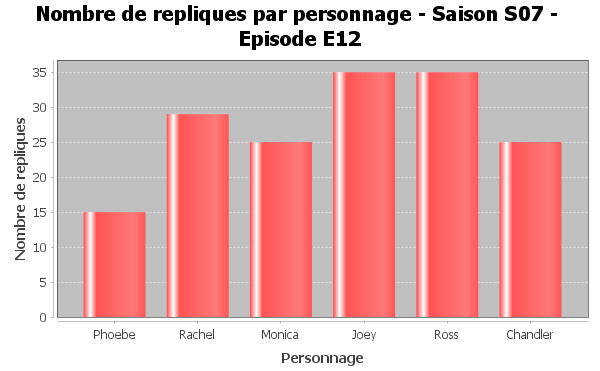 Nombre de repliques par personnage - Saison S07 -
Episode E12
Nombre de repliques
35
30
25
20
15
10
5
0
Phoebe Rachel Monica Joey Ross Chandler
Personnage